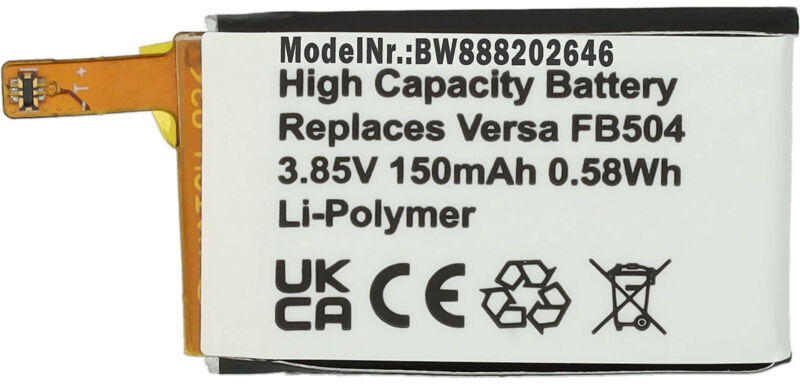 ModelNr.:BW888202646
High Capacity Battery
Replaces Versa FB504
3.85V 150mAh 0.58Wh
Li-Polymer
UK
CA CE
T +